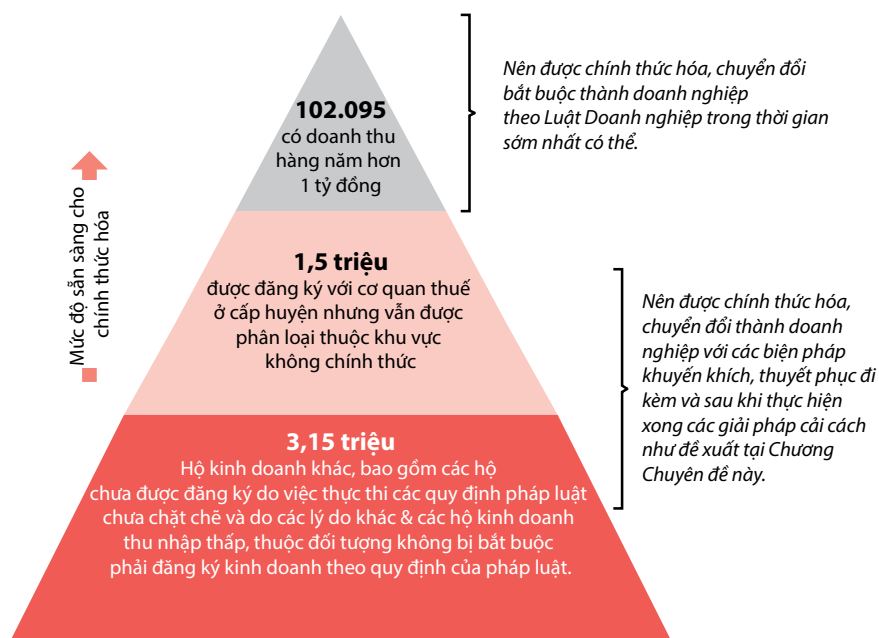 102.095
có doanh thu
hàng năm hơn
1 tỷ đồng
Nên được chính thức hóa, chuyển đổi
bắt buộc thành doanh nghiệp
theo Luật Doanh nghiệp trong thời gian
sớm nhất có thể.
Mức độ sẵn sàng cho
chính thức hóa
1,5 triệu
được đăng ký với cơ quan thuế
ở cấp huyện nhưng vẫn được
phân loại thuộc khu vực
không chính thức
Nên được chính thức hóa,
chuyển đổi thành doanh
nghiệp với các biện pháp
khuyến khích, thuyết phục đi
kèm và sau khi thực hiện
xong các giải pháp cải cách
như đề xuất tại Chương
Chuyên đề này.
3,15 triệu
Hộ kinh doanh khác, bao gồm các hộ
chưa được đăng ký do việc thực thi các quy định pháp luật
chưa chặt chẽ và do các lý do khác & các hộ kinh doanh
thu nhập thấp, thuộc đối tượng không bị bắt buộc
phải đăng ký kinh doanh theo quy định của pháp luật.